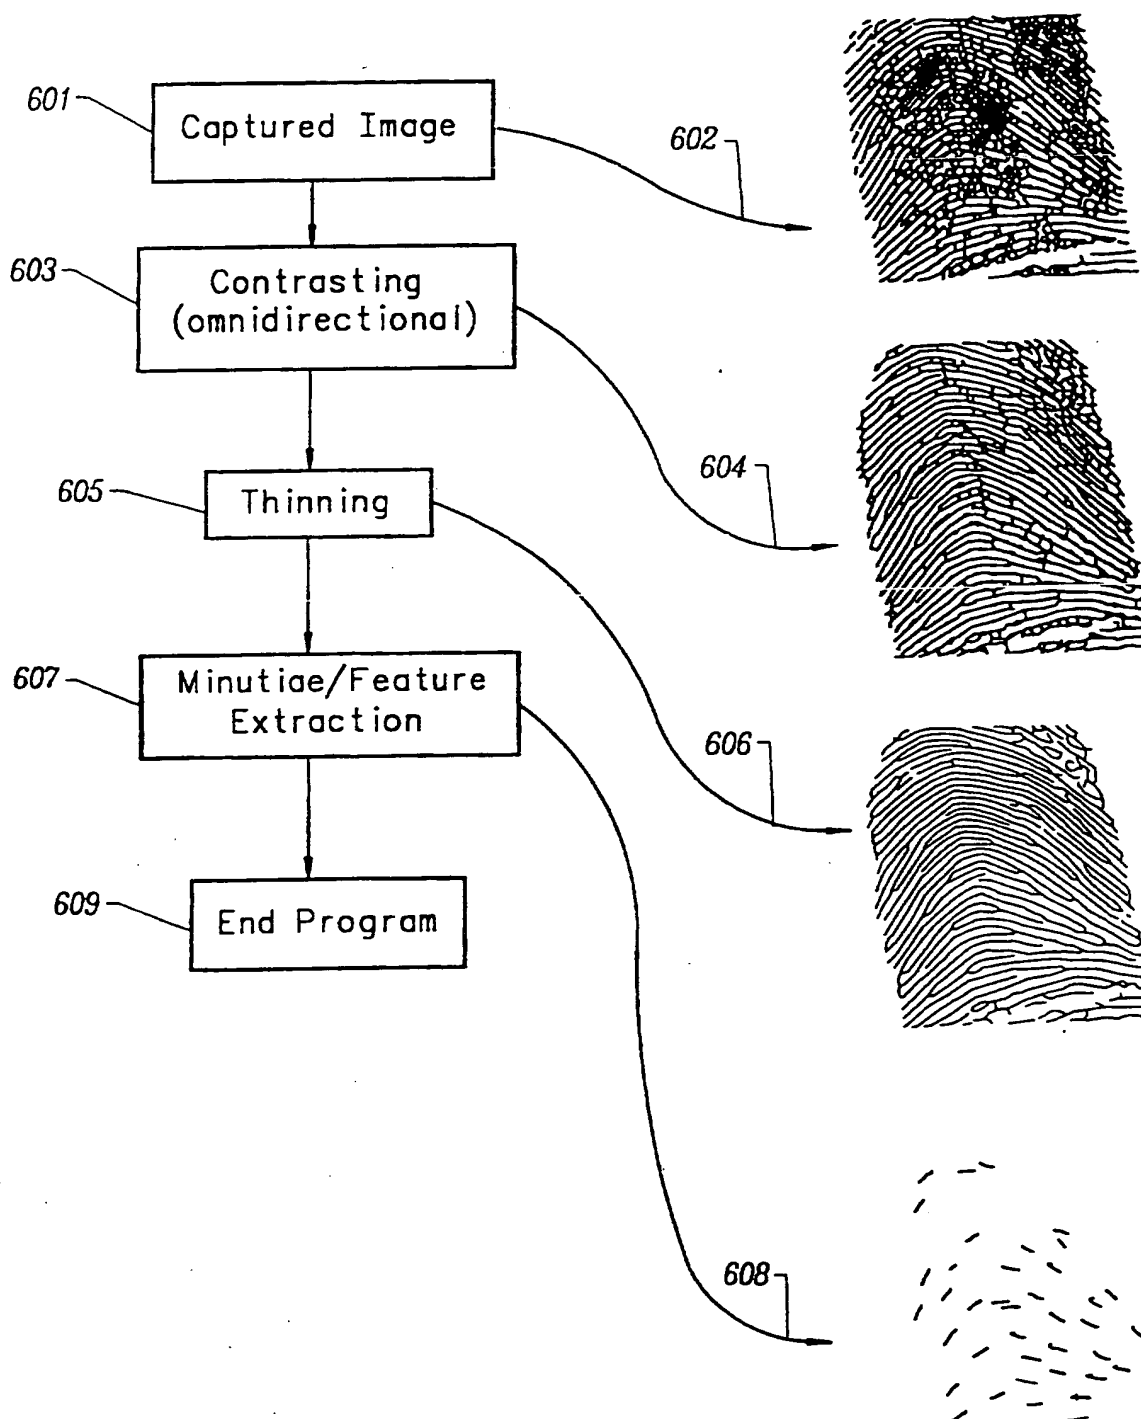 601
Captured Image
602
603
Contrasting
(omnidirectional)
604
605
Thinning
606
607
Minutiae/Feature
Extraction
608
609
End Program